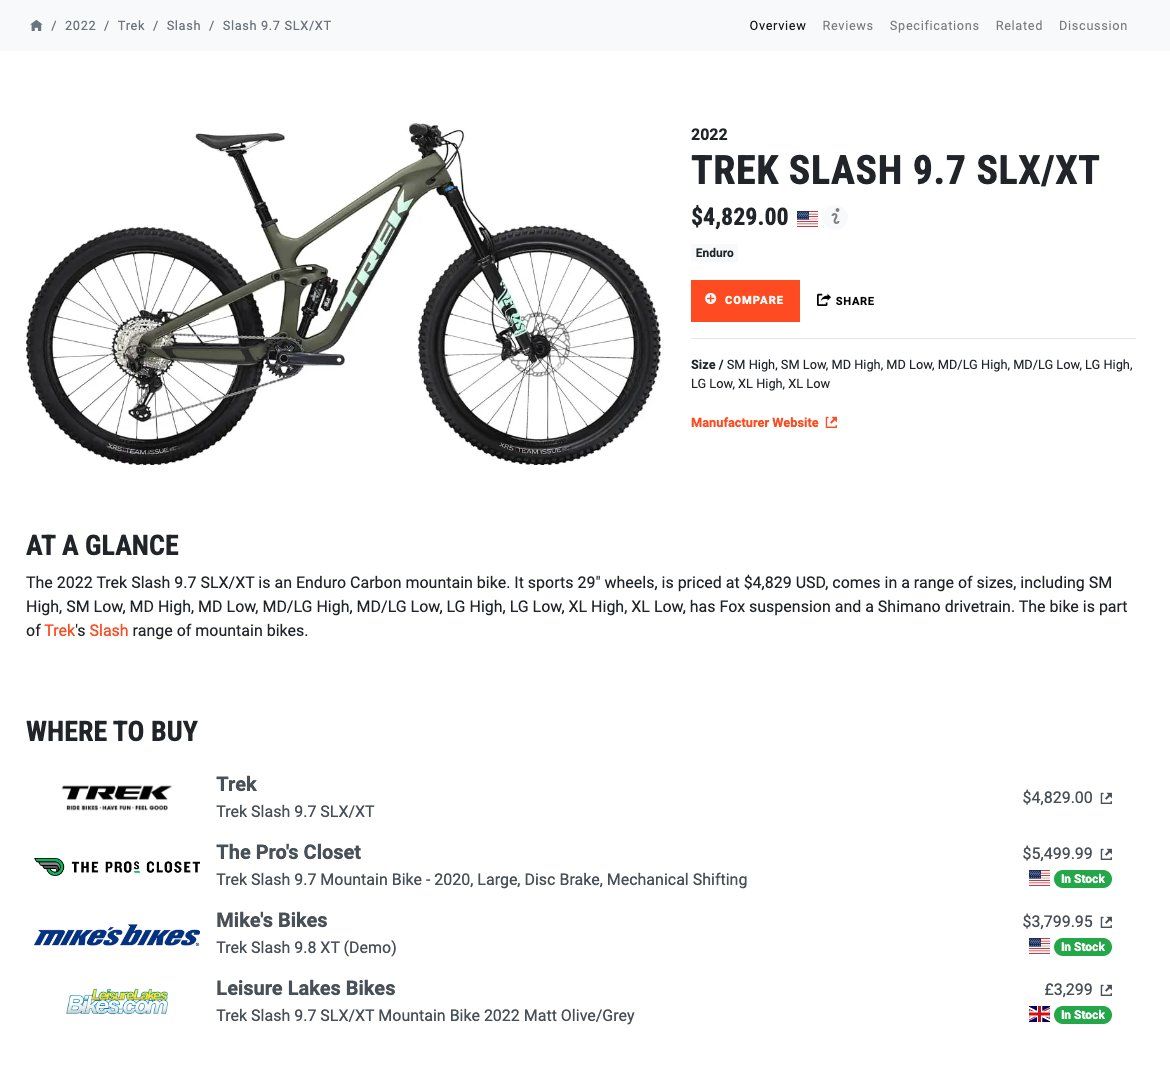 / 2022 / Trek / Slash / Slash 9.7 SLX/XT
Overview Reviews Specifications Related Discussion
2022
TREK SLASH 9.7 SLX/XT
$4,829.00 i
Enduro
COMPARE SHARE
Size / SM High, SM Low, MD High, MD Low, MD/LG High, MD/LG Low, LG High,
LG Low, XL High, XL Low
Manufacturer Website
TREK
XR5 TEAM ISSUE
XR5 TEAM ISSUE
AT A GLANCE
The 2022 Trek Slash 9.7 SLX/XT is an Enduro Carbon mountain bike. It sports 29" wheels, is priced at $4,829 USD, comes in a range of sizes, including SM
High, SM Low, MD High, MD Low, MD/LG High, MD/LG Low, LG High, LG Low, XL High, XL Low, has Fox suspension and a Shimano drivetrain. The bike is part
of Trek's Slash range of mountain bikes.
WHERE TO BUY
TREK
RIDE BIKES · HAVE FUN · FEEL GOOD
Trek
Trek Slash 9.7 SLX/XT
$4,829.00
THE PROS CLOSET
The Pro's Closet
Trek Slash 9.7 Mountain Bike - 2020, Large, Disc Brake, Mechanical Shifting
$5,499.99
In Stock
mike's bikes.
Mike's Bikes
Trek Slash 9.8 XT (Demo)
$3,799.95
In Stock
LeisureLakes
Bikes.com
Leisure Lakes Bikes
Trek Slash 9.7 SLX/XT Mountain Bike 2022 Matt Olive/Grey
£3,299
In Stock